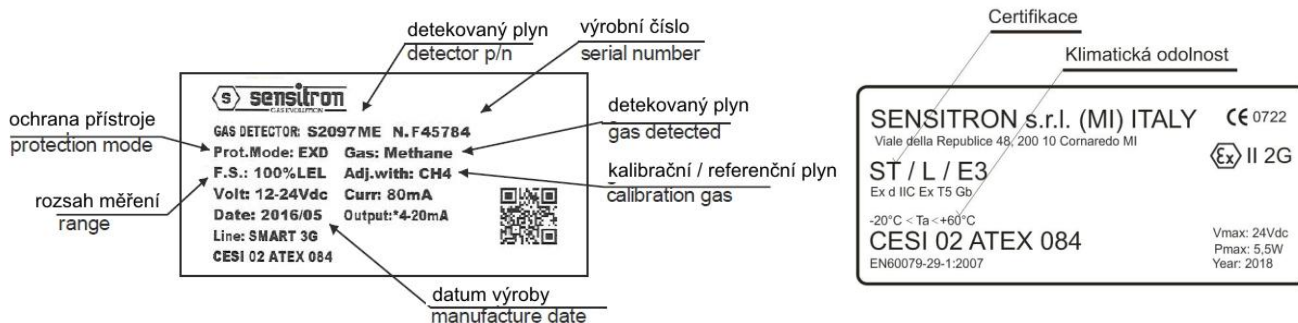 detekovaný plyn
detector p/n
výrobní číslo
serial number
ochrana přístroje
protection mode
rozsah měření
range
detekovaný plyn
gas detected
kalibrační / referenční plyn
calibration gas
datum výroby
manufacture date
S sensitron
GAS EVOLUTION
GAS DETECTOR: S2097ME N.F45784
Prot.Mode: EXD Gas: Methane
F.S.: 100%LEL Adj.with: CH4
Volt: 12-24Vdc Curr: 80mA
Date: 2016/05 Output:*4-20mA
Line: SMART 3G
CESI 02 ATEX 084
Certifikace
Klimatická odolnost
SENSITRON s.r.l. (MI) ITALY CE 0722
Viale della Republice 48, 200 10 Cornaredo MI
Ex II 2G
ST / L / E3
Ex d IIC Ex T5 Gb
-20°C < Ta < +60°C
CESI 02 ATEX 084
EN60079-29-1:2007
Vmax: 24Vdc
Pmax: 5,5W
Year: 2018